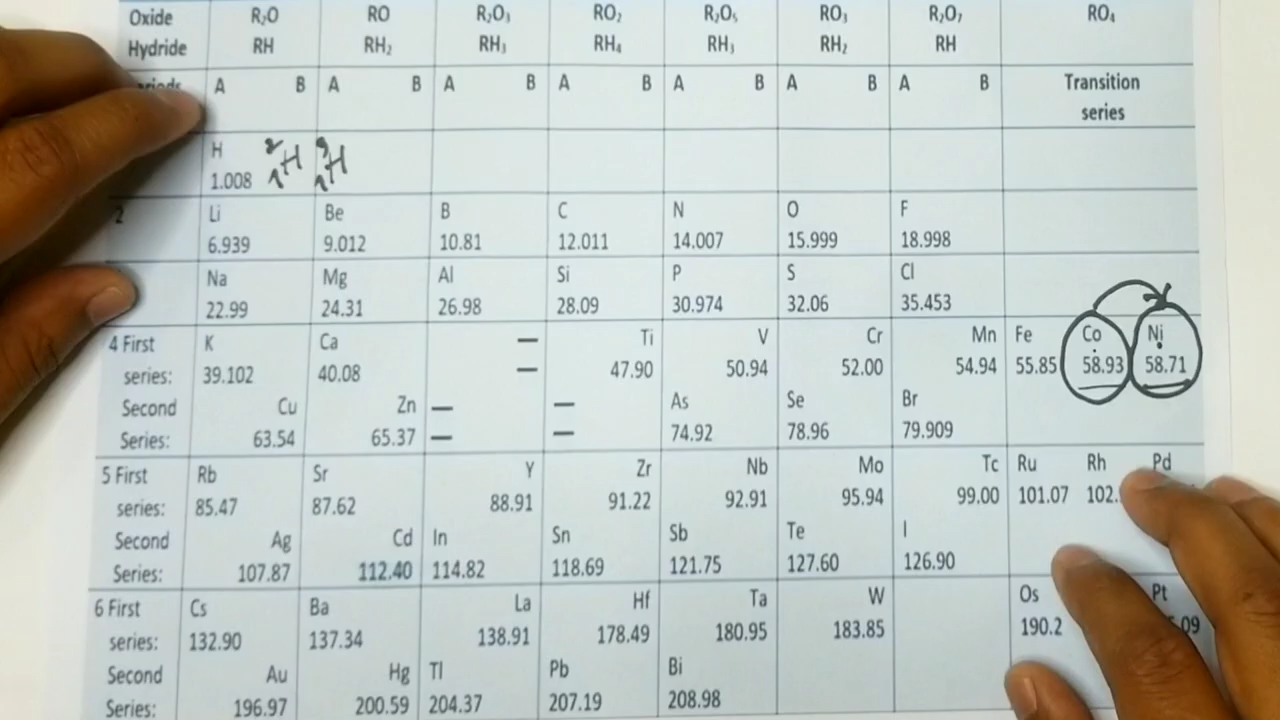 Oxide R₂O RO R₂O₃ RO₂ R₂O₅ RO₃ R₂O₇ RO₄
Hydride RH RH₂ RH₃ RH₄ RH₃ RH₂ RH
A B A B A B A B A B A B A B Transition
series
H ²₁H
1.008
2 Li Be B C N O F
6.939 9.012 10.81 12.011 14.007 15.999 18.998
Na Mg Al Si P S Cl
22.99 24.31 26.98 28.09 30.974 32.06 35.453
4 First K Ca — Ti V Cr Mn Fe Co Ni
series: 39.102 40.08 — 47.90 50.94 52.00 54.94 55.85 58.93 58.71
Second Cu Zn — — As Se Br
Series: 63.54 65.37 — — 74.92 78.96 79.909
5 First Rb Sr Y Zr Nb Mo Tc Ru Rh Pd
series: 85.47 87.62 88.91 91.22 92.91 95.94 99.00 101.07 102.
Second Ag Cd In Sn Sb Te I
Series: 107.87 112.40 114.82 118.69 121.75 127.60 126.90
6 First Cs Ba La Hf Ta W Os Pt
series: 132.90 137.34 138.91 178.49 180.95 183.85 190.2 .09
Second Au Hg Tl Pb Bi
Series: 196.97 200.59 204.37 207.19 208.98